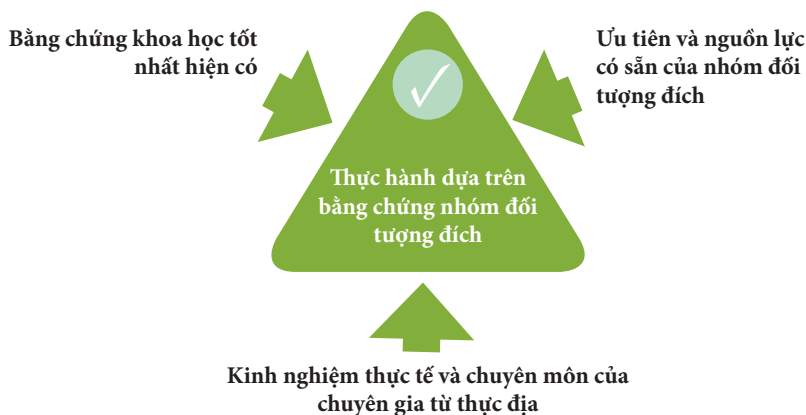 Bằng chứng khoa học tốt
nhất hiện có
Ưu tiên và nguồn lực
có sẵn của nhóm đối
tượng đích
Thực hành dựa trên
bằng chứng nhóm đối
tượng đích
Kinh nghiệm thực tế và chuyên môn của
chuyên gia từ thực địa